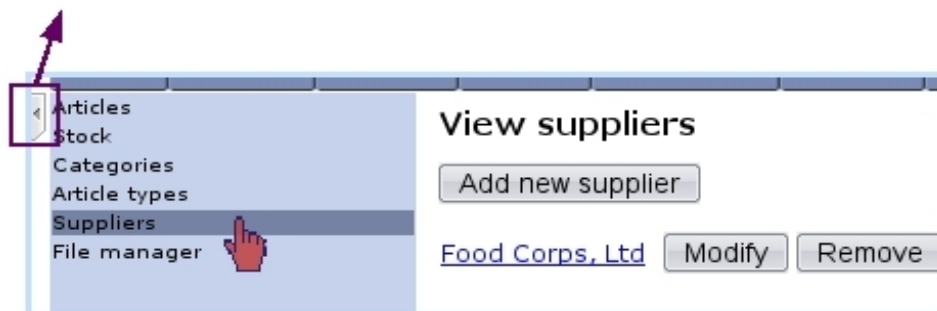 Articles
Stock
Categories
Article types
Suppliers
File manager
View suppliers
Add new supplier
Food Corps, Ltd Modify Remove